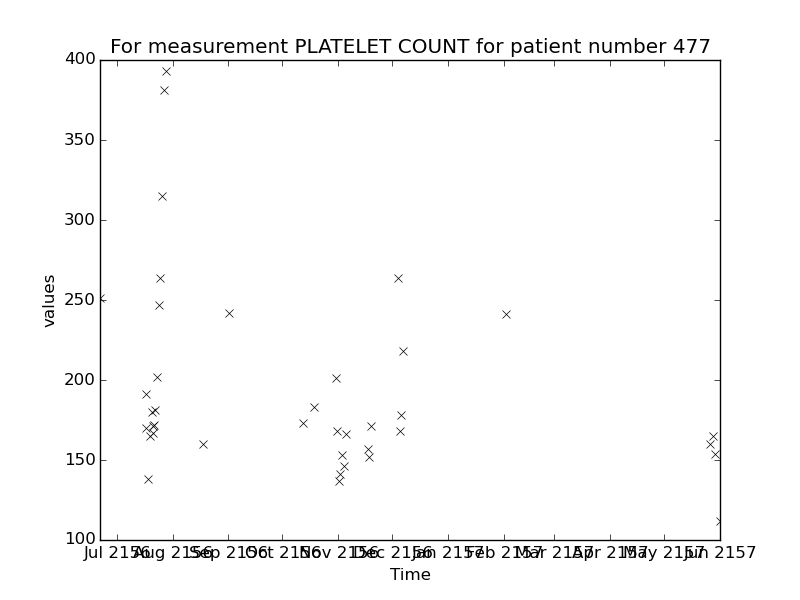 For measurement PLATELET COUNT for patient number 477
400
350
300
250
200
150
100
values
Jul 2156 Aug 2156 Sep 2156 Oct 2156 Nov 2156 Dec 2156 Jan 2157 Feb 2157 Mar 2157 Apr 2157 May 2157 Jun 2157
Time